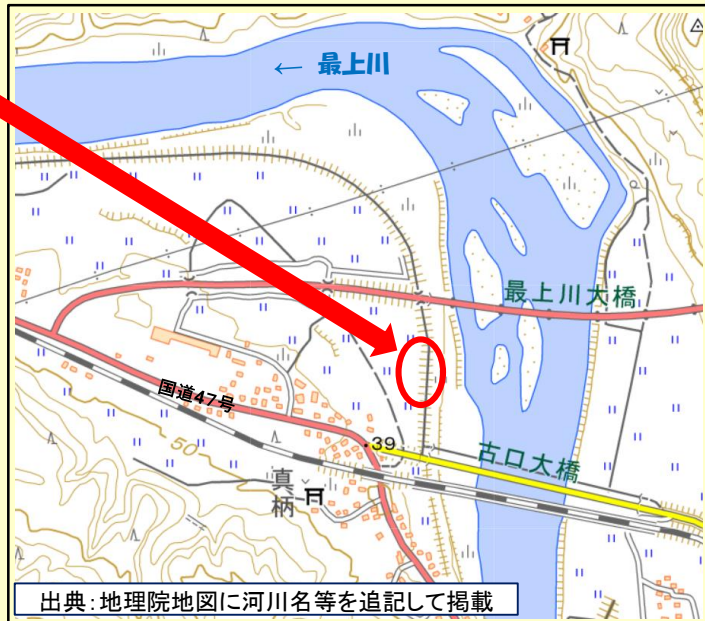 ← 最上川
最上川大橋
国道47号
39
古口大橋
50
真柄
出典:地理院地図に河川名等を追記して掲載